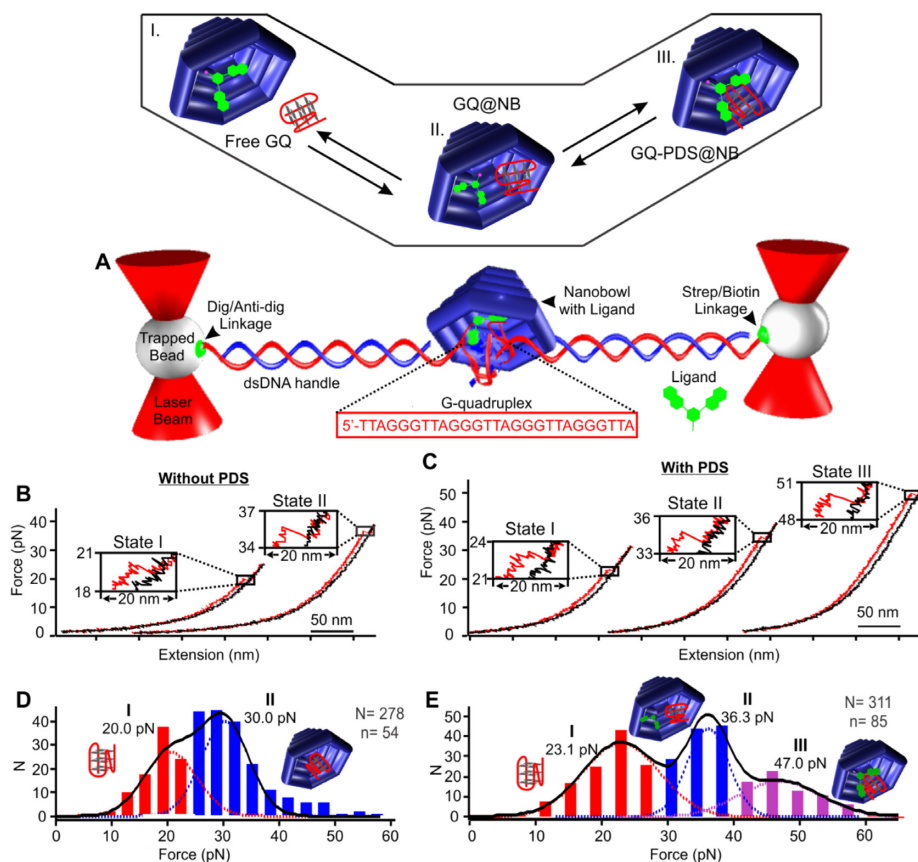 I.
Free GQ
GQ@NB
II.
III.
GQ-PDS@NB
A
Dig/Anti-dig
Linkage
Trapped
Bead
Laser
Beam
dsDNA handle
Nanobowl
with Ligand
Strep/Biotin
Linkage
Ligand
G-quadruplex
5'-TTAGGGTTAGGGTTAGGGTTAGGGTTA
B
Without PDS
Force (pN)
40
30
20
10
0
State I
21
18
20 nm
State II
37
34
20 nm
50 nm
Extension (nm)
C
With PDS
Force (pN)
50
40
30
20
10
0
State I
24
21
20 nm
State II
36
33
20 nm
State III
51
48
20 nm
50 nm
Extension (nm)
D
N
40
20
0
I
20.0 pN
II
30.0 pN
N= 278
n= 54
0 10 20 30 40 50 60
Force (pN)
E
N
50
40
30
20
10
0
I
23.1 pN
II
36.3 pN
III
47.0 pN
N= 311
n= 85
0 10 20 30 40 50 60
Force (pN)